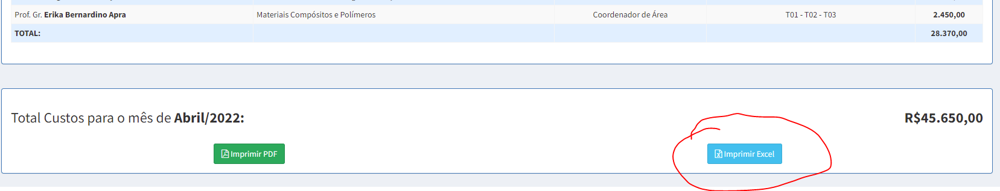 Prof. Gr. Erika Bernardino Apra Materiais Compósitos e Polímeros Coordenador de Área T01 - T02 - T03 2.450,00
TOTAL: 28.370,00
Total Custos para o mês de Abril/2022: R$45.650,00
Imprimir PDF Imprimir Excel